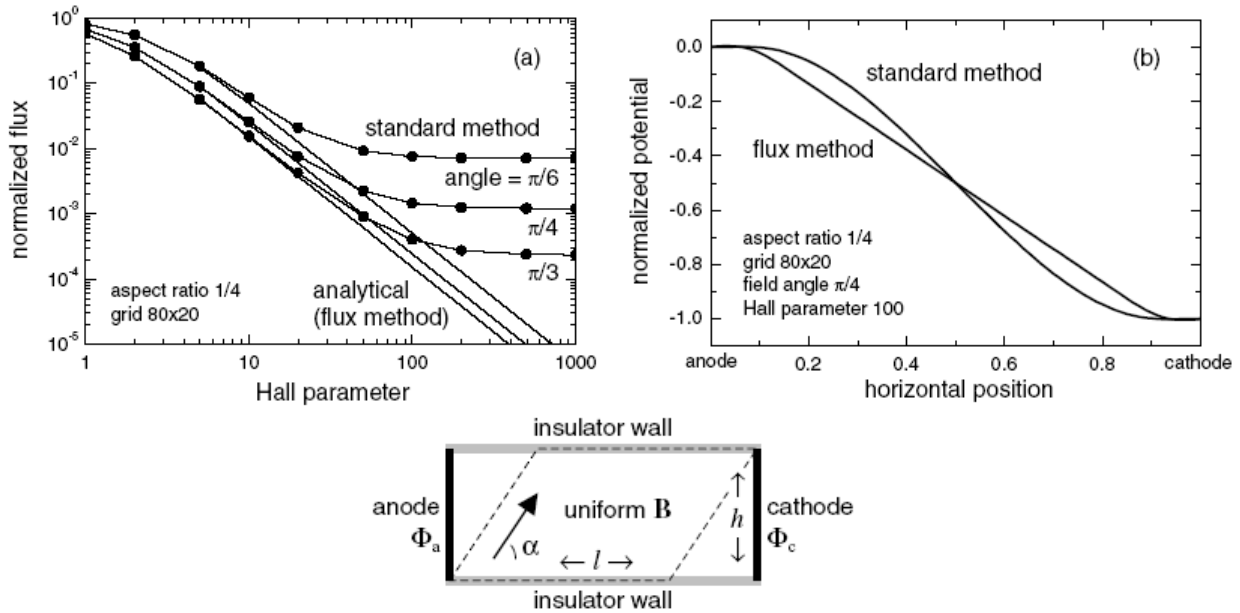 10⁰
10⁻¹
10⁻²
10⁻³
10⁻⁴
10⁻⁵
normalized flux
(a)
standard method
angle = π/6
π/4
π/3
analytical
(flux method)
aspect ratio 1/4
grid 80x20
1 10 100 1000
Hall parameter
0.0
-0.2
-0.4
-0.6
-0.8
-1.0
normalized potential
(b)
standard method
flux method
aspect ratio 1/4
grid 80x20
field angle π/4
Hall parameter 100
anode 0.2 0.4 0.6 0.8 cathode
horizontal position
insulator wall
anode
Φa
uniform B
α
l
h
cathode
Φc
insulator wall